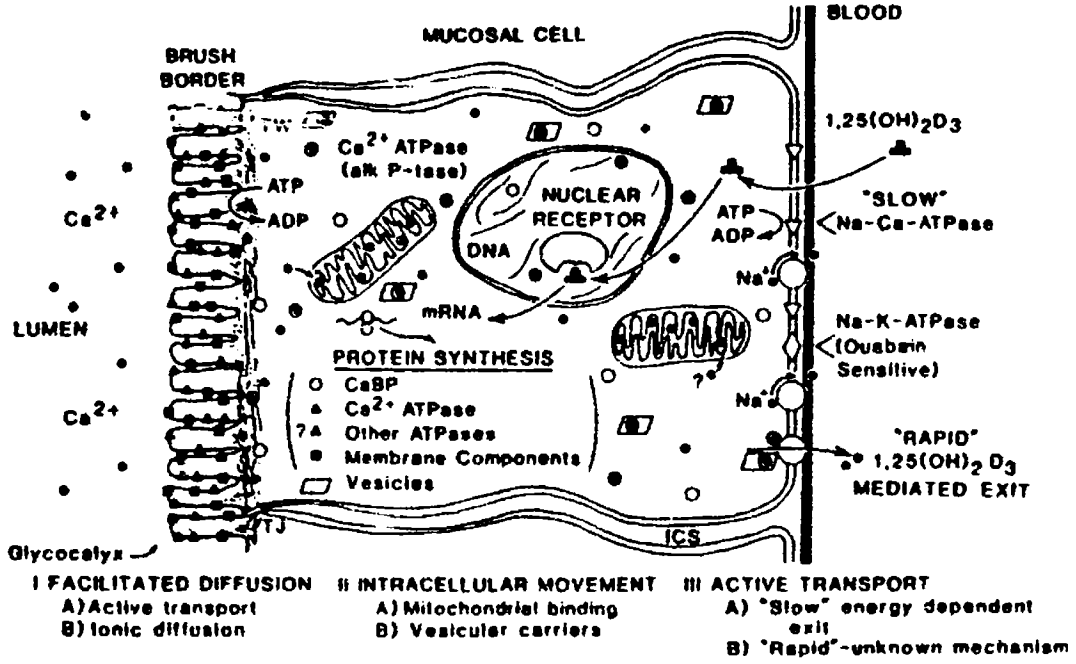 BLOOD
MUCOSAL CELL
BRUSH
BORDER
TW
Ca2+ ATPase
(alk P-tase)
1,25(OH)2D3
ATP
ADP
Ca2+
NUCLEAR
RECEPTOR
DNA
ATP
ADP
"SLOW"
Na-Ca-ATPase
Na+
mRNA
LUMEN
Na-K-ATPase
(Ouabain
Sensitive)
PROTEIN SYNTHESIS
CaBP
Ca2+ ATPase
? Other ATPases
Membrane Components
Vesicles
?
Na+
Ca2+
"RAPID"
1,25(OH)2 D3
MEDIATED EXIT
TJ
ICS
Glycocalyx
I FACILITATED DIFFUSION
A) Active transport
B) Ionic diffusion
II INTRACELLULAR MOVEMENT
A) Mitochondrial binding
B) Vesicular carriers
III ACTIVE TRANSPORT
A) "Slow" energy dependent
exit
B) "Rapid"-unknown mechanism